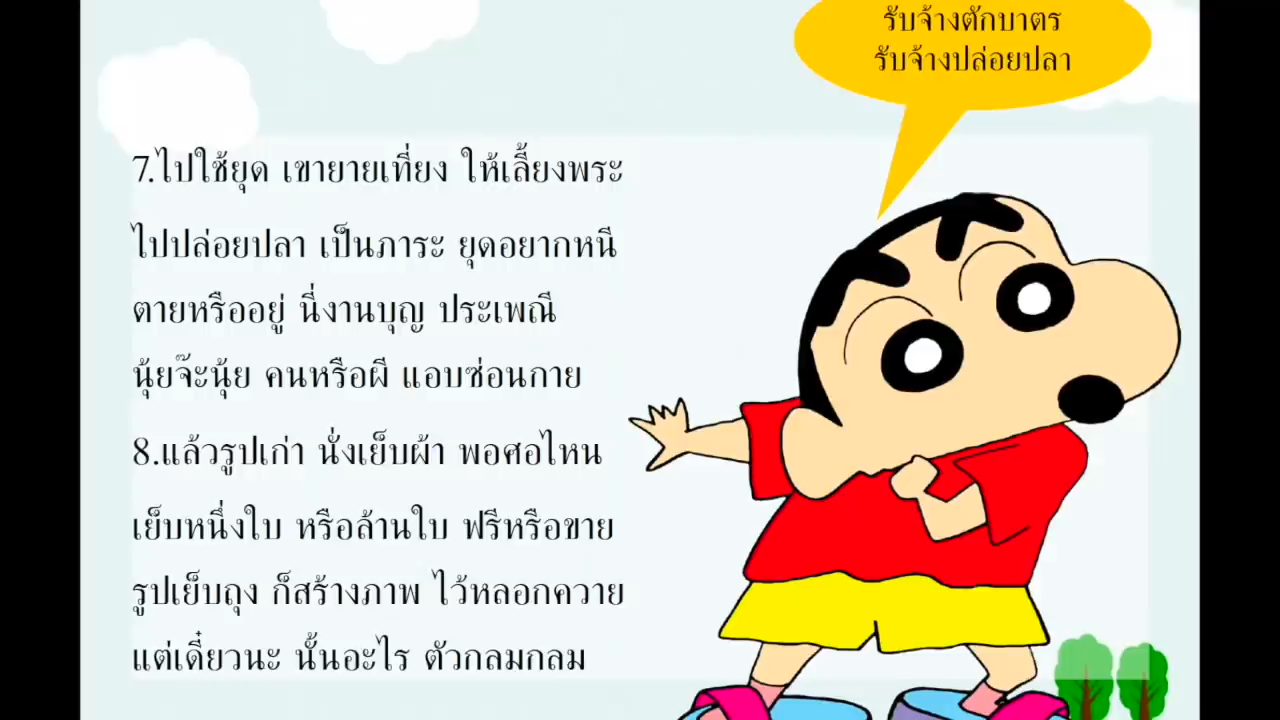 รับจ้างตักบาตร
รับจ้างปล่อยปลา
7.ไปใช้ยุด เขายายเที่ยง ให้เลี้ยงพระ
ไปปล่อยปลา เป็นภาระ ยุดอยากหนี
ตายหรืออยู่ นี่งานบุญ ประเพณี
นุ้ยจ๊ะนุ้ย คนหรือผี แอบซ่อนกาย
8.แล้วรูปเก่า นั่งเย็บผ้า พอศอไหน
เย็บหนึ่งใบ หรือล้านใบ ฟรีหรือขาย
รูปเย็บถุง ก็สร้างภาพ ไว้หลอกควาย
แต่เดี๋ยวนะ นั้นอะไร ตัวกลมกลม